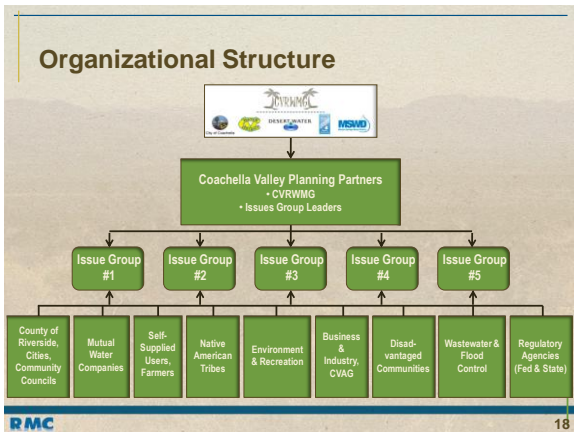 Organizational Structure
CVRWMG
City of Coachella
DESERT WATER
MSWD
Coachella Valley Planning Partners
• CVRWMG
• Issues Group Leaders
Issue Group
#1
Issue Group
#2
Issue Group
#3
Issue Group
#4
Issue Group
#5
County of
Riverside,
Cities,
Community
Councils
Mutual
Water
Companies
Self-
Supplied
Users,
Farmers
Native
American
Tribes
Environment
& Recreation
Business
&
Industry,
CVAG
Disad-
vantaged
Communities
Wastewater &
Flood
Control
Regulatory
Agencies
(Fed & State)
RMC
18